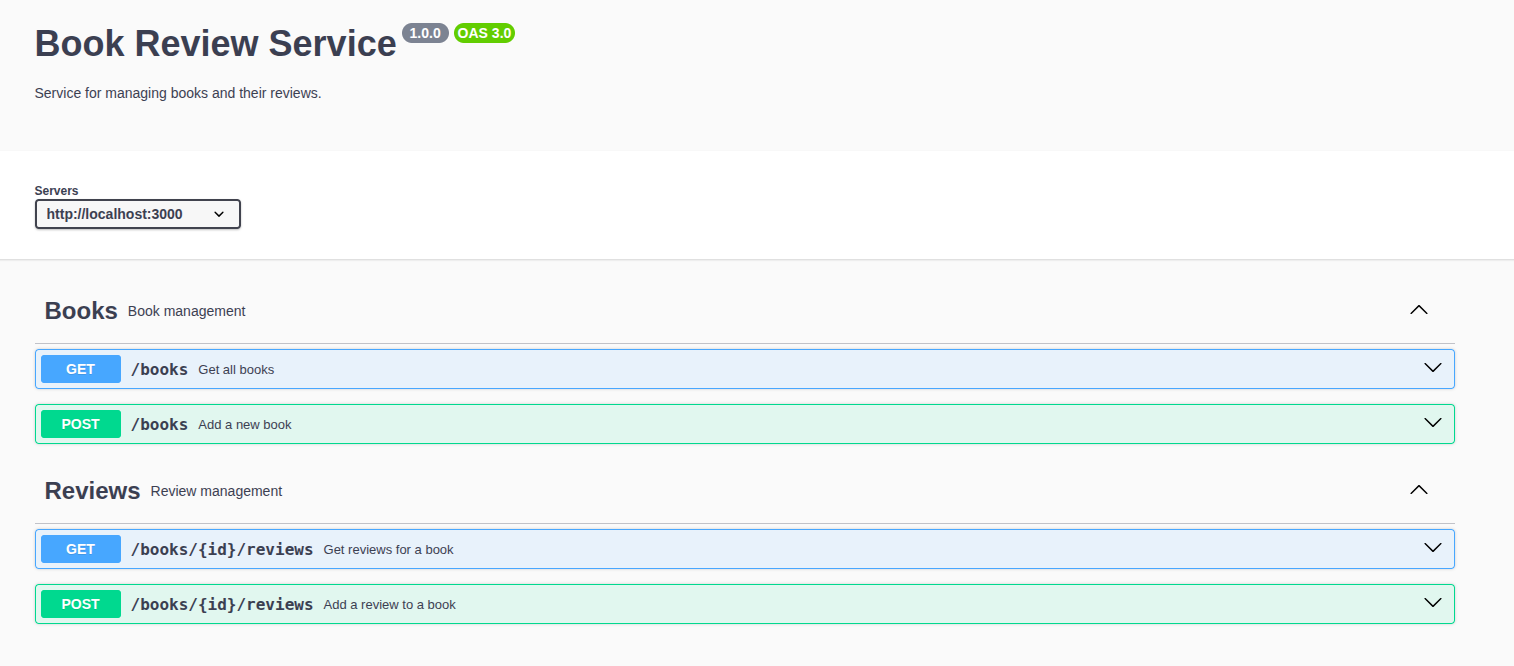 Book Review Service 1.0.0 OAS 3.0
Service for managing books and their reviews.
Servers
http://localhost:3000
Books Book management
GET /books Get all books
POST /books Add a new book
Reviews Review management
GET /books/{id}/reviews Get reviews for a book
POST /books/{id}/reviews Add a review to a book